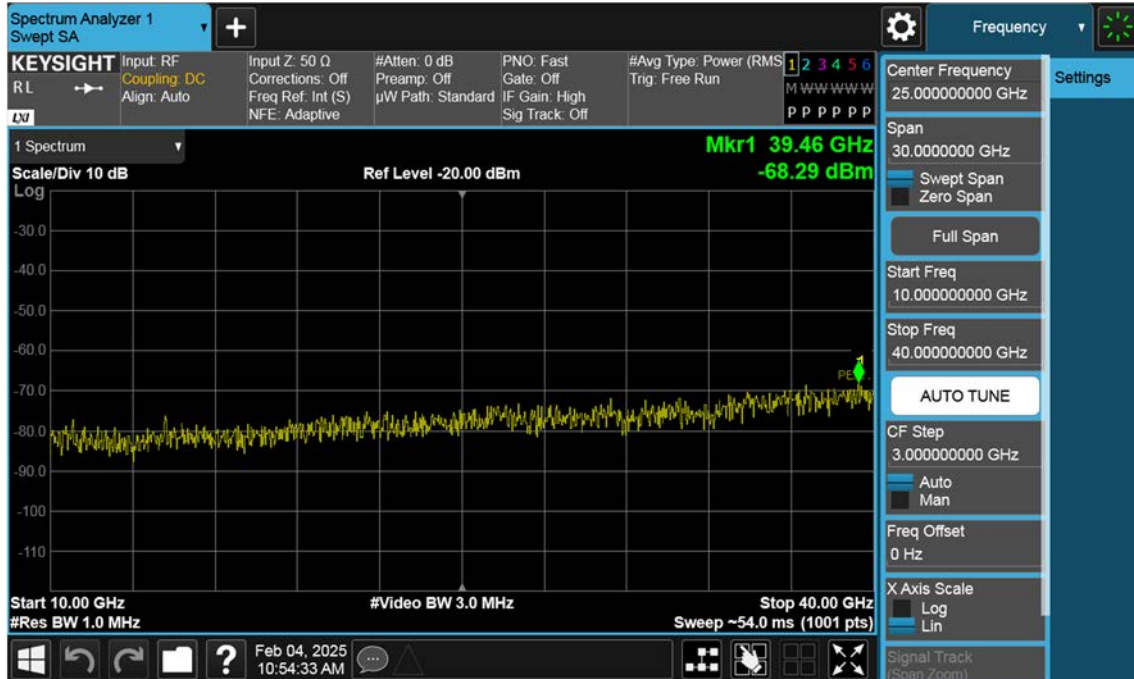 Spectrum Analyzer 1
Swept SA
Frequency
KEYSIGHT
R L
LXI
Input: RF
Coupling: DC
Align: Auto
Input Z: 50 Ω
Corrections: Off
Freq Ref: Int (S)
NFE: Adaptive
#Atten: 0 dB
Preamp: Off
µW Path: Standard
PNO: Fast
Gate: Off
IF Gain: High
Sig Track: Off
#Avg Type: Power (RMS
Trig: Free Run
1 2 3 4 5 6
M W W W W W
P P P P P P
1 Spectrum
Scale/Div 10 dB
Ref Level -20.00 dBm
Mkr1 39.46 GHz
-68.29 dBm
Log
-30.0
-40.0
-50.0
-60.0
-70.0
-80.0
-90.0
-100
-110
1
Start 10.00 GHz
#Res BW 1.0 MHz
#Video BW 3.0 MHz
Stop 40.00 GHz
Sweep ~54.0 ms (1001 pts)
?
Feb 04, 2025
10:54:33 AM
Center Frequency
25.000000000 GHz
Span
30.0000000 GHz
Swept Span
Zero Span
Full Span
Start Freq
10.000000000 GHz
Stop Freq
40.000000000 GHz
AUTO TUNE
CF Step
3.000000000 GHz
Auto
Man
Freq Offset
0 Hz
X Axis Scale
Log
Lin
Signal Track
(Span Zoom)
Settings